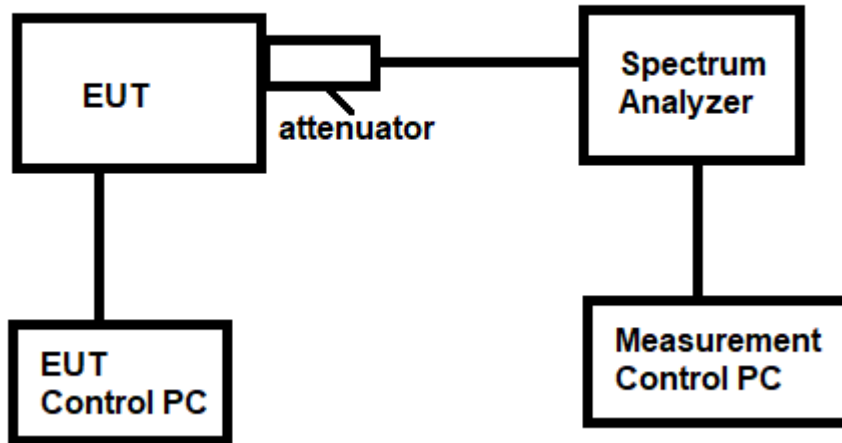 EUT
attenuator
Spectrum
Analyzer
EUT
Control PC
Measurement
Control PC